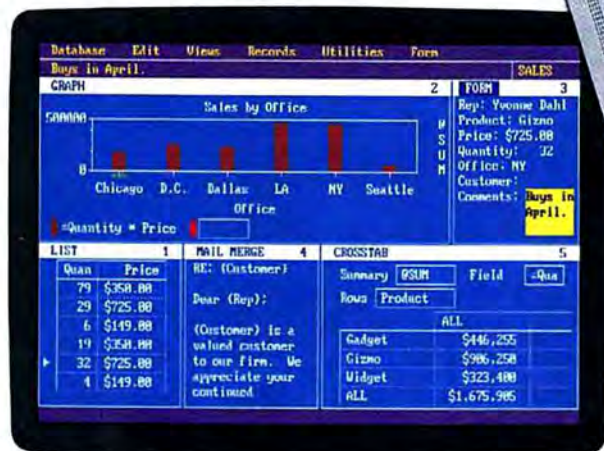 Database Edit Views Records Utilities Form
Buys in April. SALES
GRAPH 2
Sales by Office
500000
0
WSUM
Chicago D.C. Dallas LA NY Seattle
Office
=Quantity * Price
FORM 3
Rep: Yvonne Dahl
Product: Gizmo
Price: $725.00
Quantity: 32
Office: NY
Customer:
Comments: Buys in
April.
LIST 1
Quan Price
79 $350.00
29 $725.00
6 $149.00
19 $350.00
32 $725.00
4 $149.00
MAIL MERGE 4
RE: (Customer)
Dear (Rep):
(Customer) is a
valued customer
to our firm. We
appreciate your
continued
CROSSTAB 5
Summary @SUM Field =Qua
Rows Product
ALL
Gadget $446,255
Gizmo $906,250
Widget $323,400
ALL $1,675,905